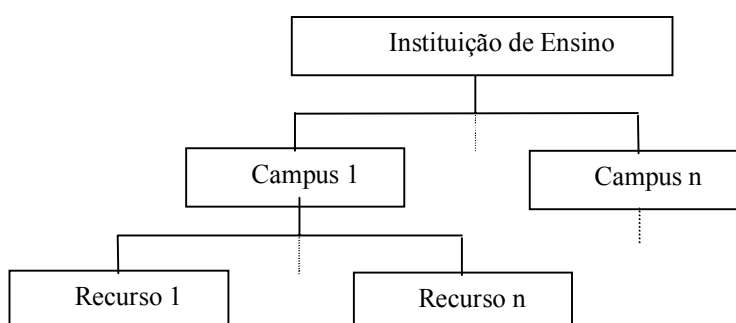 Instituição de Ensino
Campus 1
Campus n
Recurso 1
Recurso n